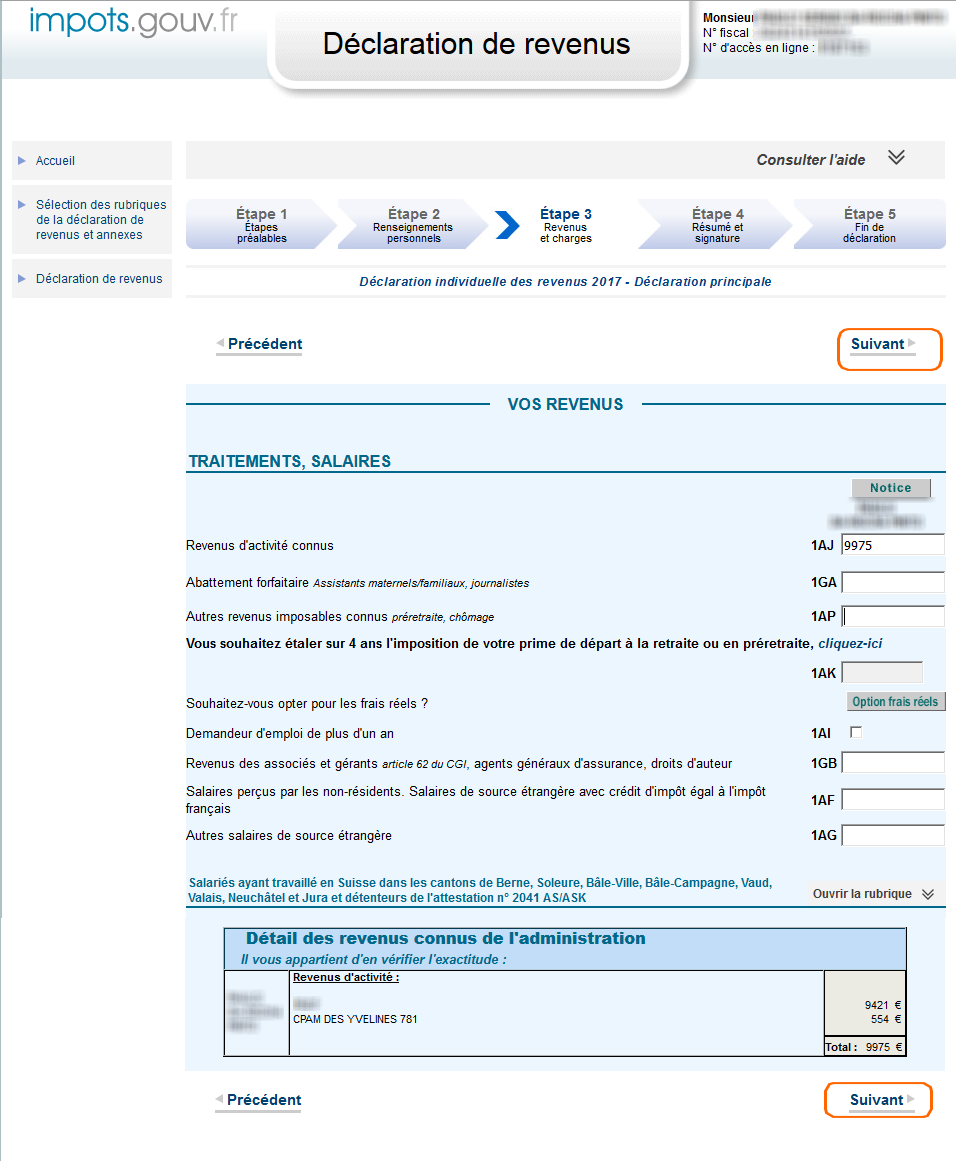 impots.gouv.fr
Déclaration de revenus
Monsieur
N° fiscal
N° d'accès en ligne :
Accueil
Sélection des rubriques
de la déclaration de
revenus et annexes
Déclaration de revenus
Consulter l'aide
Étape 1
Étapes
préalables
Étape 2
Renseignements
personnels
Étape 3
Revenus
et charges
Étape 4
Résumé et
signature
Étape 5
Fin de
déclaration
Déclaration individuelle des revenus 2017 - Déclaration principale
Précédent
Suivant
VOS REVENUS
TRAITEMENTS, SALAIRES
Notice
Revenus d'activité connus 1AJ 9975
Abattement forfaitaire Assistants maternels/familiaux, journalistes 1GA
Autres revenus imposables connus préretraite, chômage 1AP
Vous souhaitez étaler sur 4 ans l'imposition de votre prime de départ à la retraite ou en préretraite, cliquez-ici
1AK
Souhaitez-vous opter pour les frais réels ? Option frais réels
Demandeur d'emploi de plus d'un an 1AI
Revenus des associés et gérants article 62 du CGI, agents généraux d'assurance, droits d'auteur 1GB
Salaires perçus par les non-résidents. Salaires de source étrangère avec crédit d'impôt égal à l'impôt
français 1AF
Autres salaires de source étrangère 1AG
Salariés ayant travaillé en Suisse dans les cantons de Berne, Soleure, Bâle-Ville, Bâle-Campagne, Vaud,
Valais, Neuchâtel et Jura et détenteurs de l'attestation n° 2041 AS/ASK
Ouvrir la rubrique
Détail des revenus connus de l'administration
Il vous appartient d'en vérifier l'exactitude :
Revenus d'activité :
9421 €
CPAM DES YVELINES 781 554 €
Total : 9975 €
Précédent
Suivant